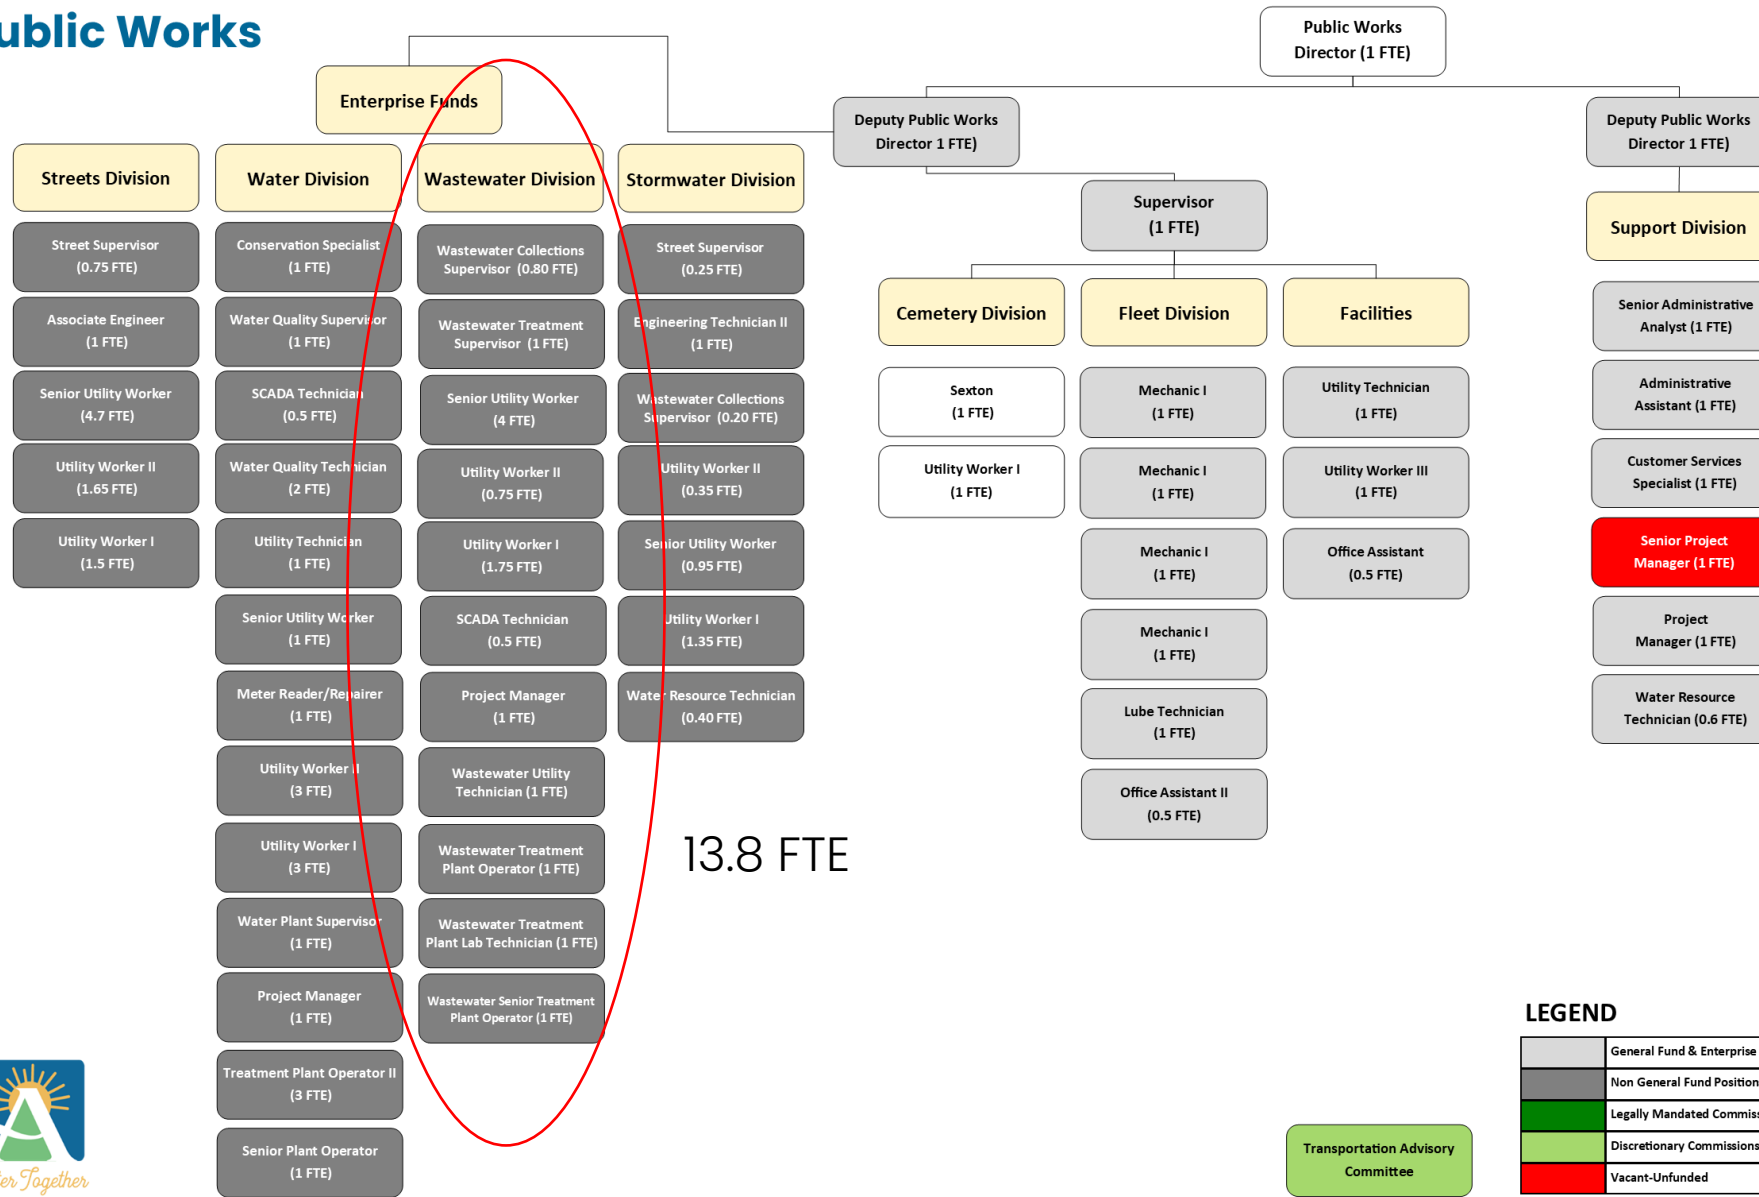 ublic Works
Public Works
Director (1 FTE)
Enterprise Funds
Deputy Public Works
Director 1 FTE)
Deputy Public Works
Director 1 FTE)
Streets Division
Street Supervisor
(0.75 FTE)
Associate Engineer
(1 FTE)
Senior Utility Worker
(4.7 FTE)
Utility Worker II
(1.65 FTE)
Utility Worker I
(1.5 FTE)
Water Division
Conservation Specialist
(1 FTE)
Water Quality Supervisor
(1 FTE)
SCADA Technician
(0.5 FTE)
Water Quality Technician
(2 FTE)
Utility Technician
(1 FTE)
Senior Utility Worker
(1 FTE)
Meter Reader/Repairer
(1 FTE)
Utility Worker II
(3 FTE)
Utility Worker I
(3 FTE)
Water Plant Supervisor
(1 FTE)
Project Manager
(1 FTE)
Treatment Plant Operator II
(3 FTE)
Senior Plant Operator
(1 FTE)
Wastewater Division
Wastewater Collections
Supervisor (0.80 FTE)
Wastewater Treatment
Supervisor (1 FTE)
Senior Utility Worker
(4 FTE)
Utility Worker II
(0.75 FTE)
Utility Worker I
(1.75 FTE)
SCADA Technician
(0.5 FTE)
Project Manager
(1 FTE)
Wastewater Utility
Technician (1 FTE)
Wastewater Treatment
Plant Operator (1 FTE)
Wastewater Treatment
Plant Lab Technician (1 FTE)
Wastewater Senior Treatment
Plant Operator (1 FTE)
Stormwater Division
Street Supervisor
(0.25 FTE)
Engineering Technician II
(1 FTE)
Wastewater Collections
Supervisor (0.20 FTE)
Utility Worker II
(0.35 FTE)
Senior Utility Worker
(0.95 FTE)
Utility Worker I
(1.35 FTE)
Water Resource Technician
(0.40 FTE)
13.8 FTE
Supervisor
(1 FTE)
Cemetery Division
Sexton
(1 FTE)
Utility Worker I
(1 FTE)
Fleet Division
Mechanic I
(1 FTE)
Mechanic I
(1 FTE)
Mechanic I
(1 FTE)
Mechanic I
(1 FTE)
Lube Technician
(1 FTE)
Office Assistant II
(0.5 FTE)
Facilities
Utility Technician
(1 FTE)
Utility Worker III
(1 FTE)
Office Assistant
(0.5 FTE)
Support Division
Senior Administrative
Analyst (1 FTE)
Administrative
Assistant (1 FTE)
Customer Services
Specialist (1 FTE)
Senior Project
Manager (1 FTE)
Project
Manager (1 FTE)
Water Resource
Technician (0.6 FTE)
Transportation Advisory
Committee
LEGEND
General Fund & Enterprise
Non General Fund Position
Legally Mandated Commiss
Discretionary Commissions
Vacant-Unfunded
ter Together